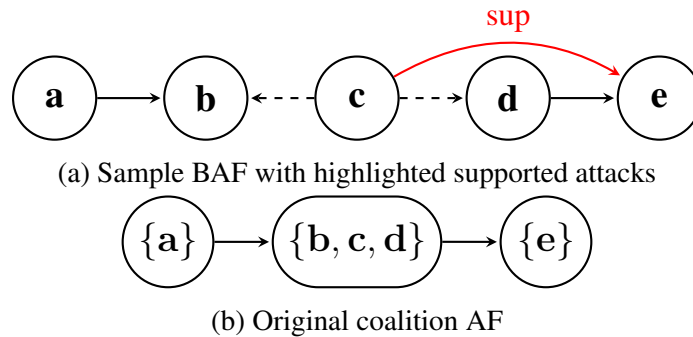 sup
a b c d e
(a) Sample BAF with highlighted supported attacks
{a} {b, c, d} {e}
(b) Original coalition AF